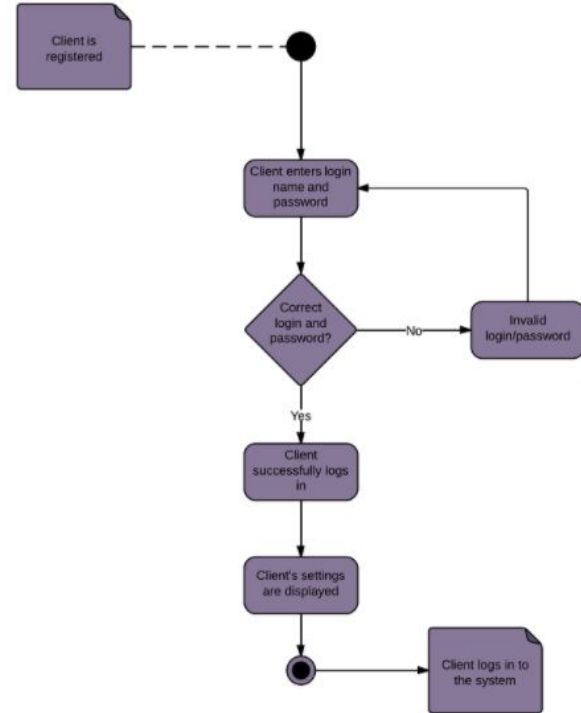 Client is
registered
Client enters login
name and
password
Correct
login and
password?
No
Invalid
login/password
Yes
Client
successfully logs
in
Client's settings
are displayed
Client logs in to
the system